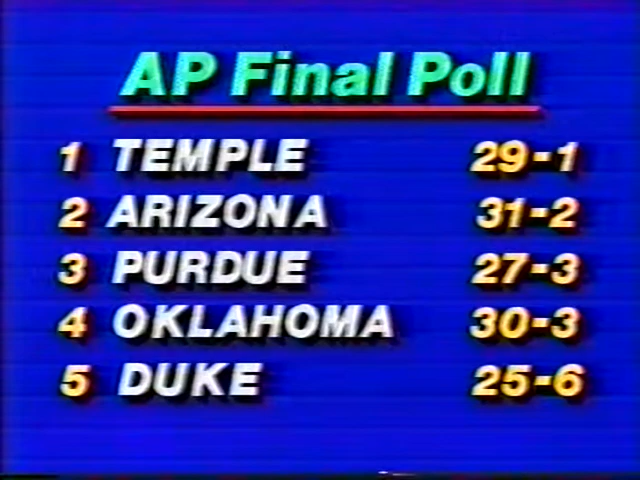 AP Final Poll
1 TEMPLE 29-1
2 ARIZONA 31-2
3 PURDUE 27-3
4 OKLAHOMA 30-3
5 DUKE 25-6